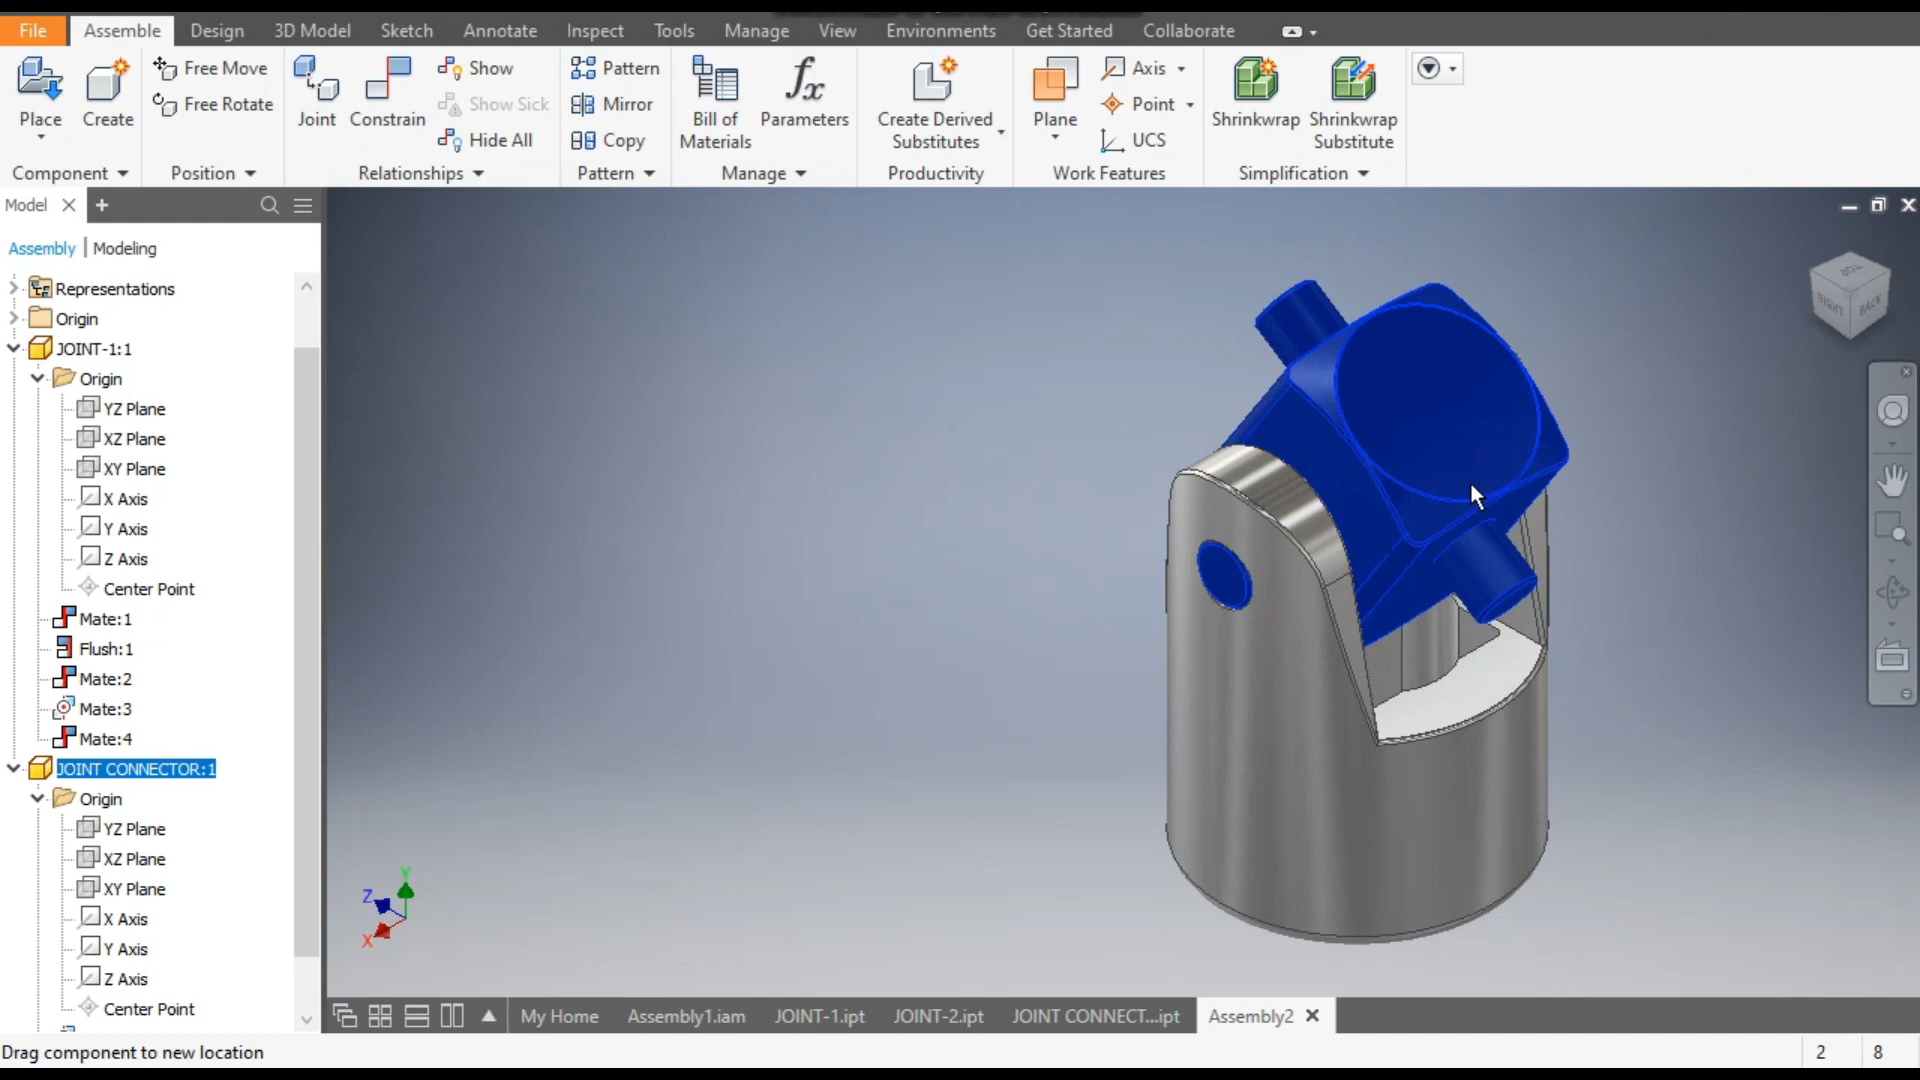 File Assemble Design 3D Model Sketch Annotate Inspect Tools Manage View Environments Get Started Collaborate
Place
Create
Free Move
Free Rotate
Joint
Constrain
Show
Show Sick
Hide All
Pattern
Mirror
Copy
Bill of
Materials
fx
Parameters
Create Derived
Substitutes
Plane
Axis
Point
UCS
Shrinkwrap
Shrinkwrap
Substitute
Component Position Relationships Pattern Manage Productivity Work Features Simplification
Model
Assembly | Modeling
Representations
Origin
JOINT-1:1
Origin
YZ Plane
XZ Plane
XY Plane
X Axis
Y Axis
Z Axis
Center Point
Mate:1
Flush:1
Mate:2
Mate:3
Mate:4
JOINT CONNECTOR:1
Origin
YZ Plane
XZ Plane
XY Plane
X Axis
Y Axis
Z Axis
Center Point
TOP
RIGHT
BACK
Y
Z
X
My Home Assembly1.iam JOINT-1.ipt JOINT-2.ipt JOINT CONNECT...ipt Assembly2
Drag component to new location
2 8